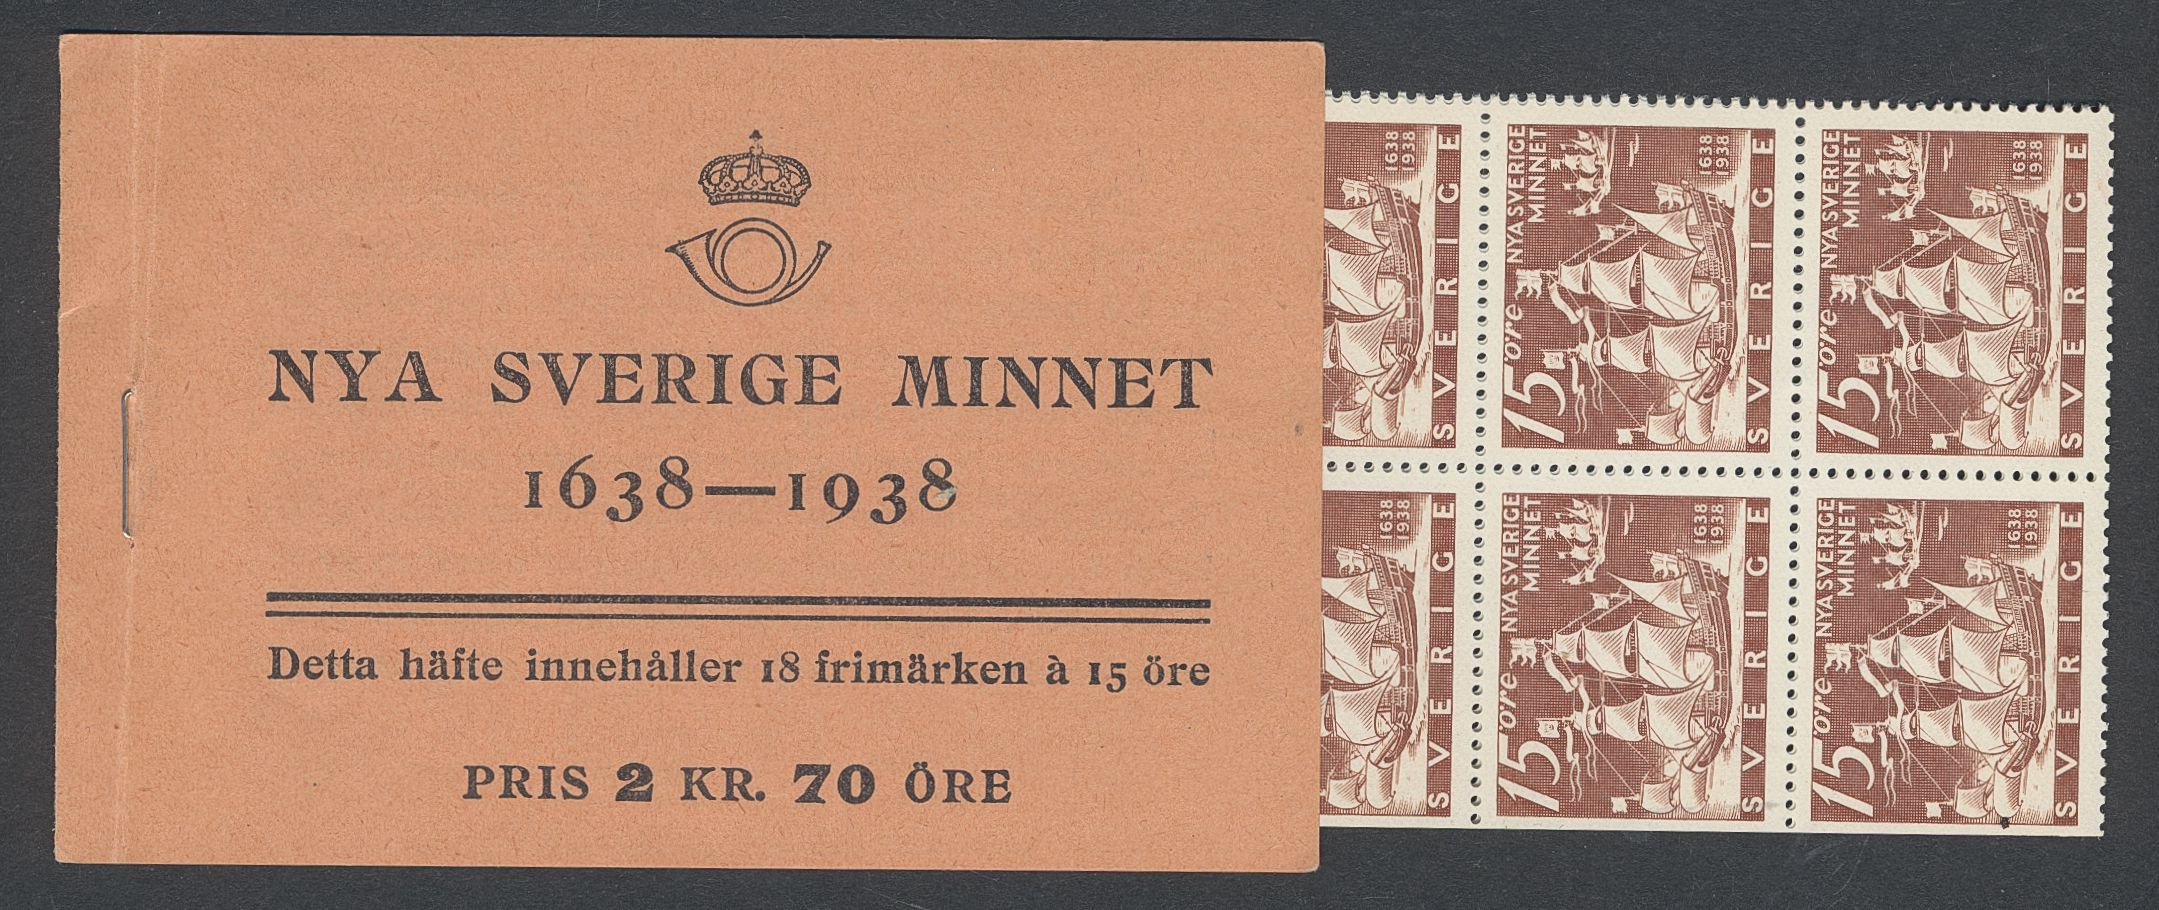 NYA SVERIGE MINNET
1638—1938
Detta häfte innehåller 18 frimärken à 15 öre
PRIS 2 KR. 70 ÖRE
1638
1938
SVERIGE
NYA SVERIGE
MINNET
1638
1938
15 öre
SVERIGE
NYA SVERIGE
MINNET
1638
1938
15 öre
SVERIGE
1638
1938
SVERIGE
NYA SVERIGE
MINNET
1638
1938
15 öre
SVERIGE
NYA SVERIGE
MINNET
1638
1938
15 öre
SVERIGE